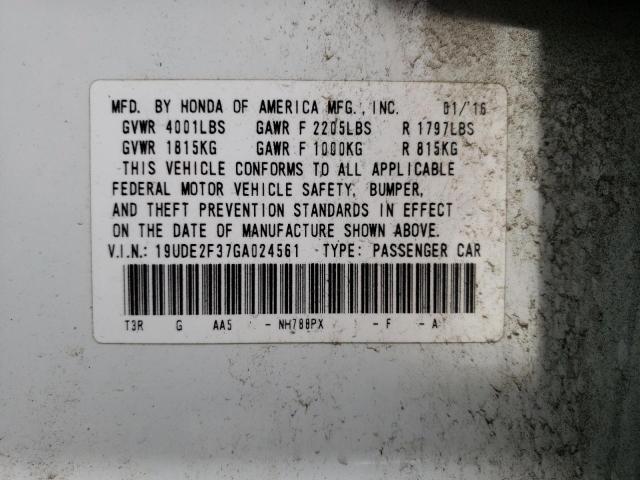 MFD. BY HONDA OF AMERICA MFG., INC. 01/'16
GVWR 4001LBS GAWR F 2205LBS R 1797LBS
GVWR 1815KG GAWR F 1000KG R 815KG
THIS VEHICLE CONFORMS TO ALL APPLICABLE
FEDERAL MOTOR VEHICLE SAFETY, BUMPER,
AND THEFT PREVENTION STANDARDS IN EFFECT
ON THE DATE OF MANUFACTURE SHOWN ABOVE.
V.I.N.: 19UDE2F37GA024561 TYPE: PASSENGER CAR
T3R G AA5 - NH788PX - F - A